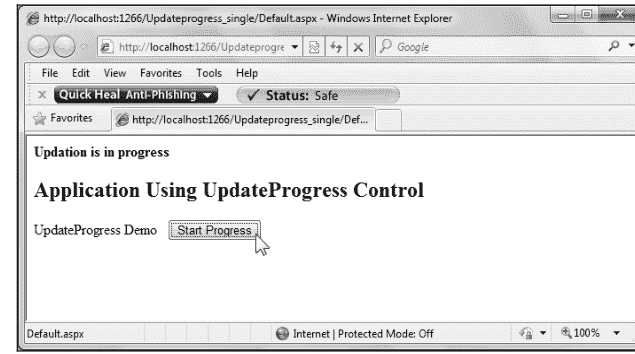 http://localhost:1266/Updateprogress_single/Default.aspx - Windows Internet Explorer
http://localhost:1266/Updateprogre
Google
File Edit View Favorites Tools Help
Quick Heal Anti-Phishing Status: Safe
Favorites http://localhost:1266/Updateprogress_single/Def...
Updation is in progress
Application Using UpdateProgress Control
UpdateProgress Demo Start Progress
Default.aspx Internet | Protected Mode: Off 100%